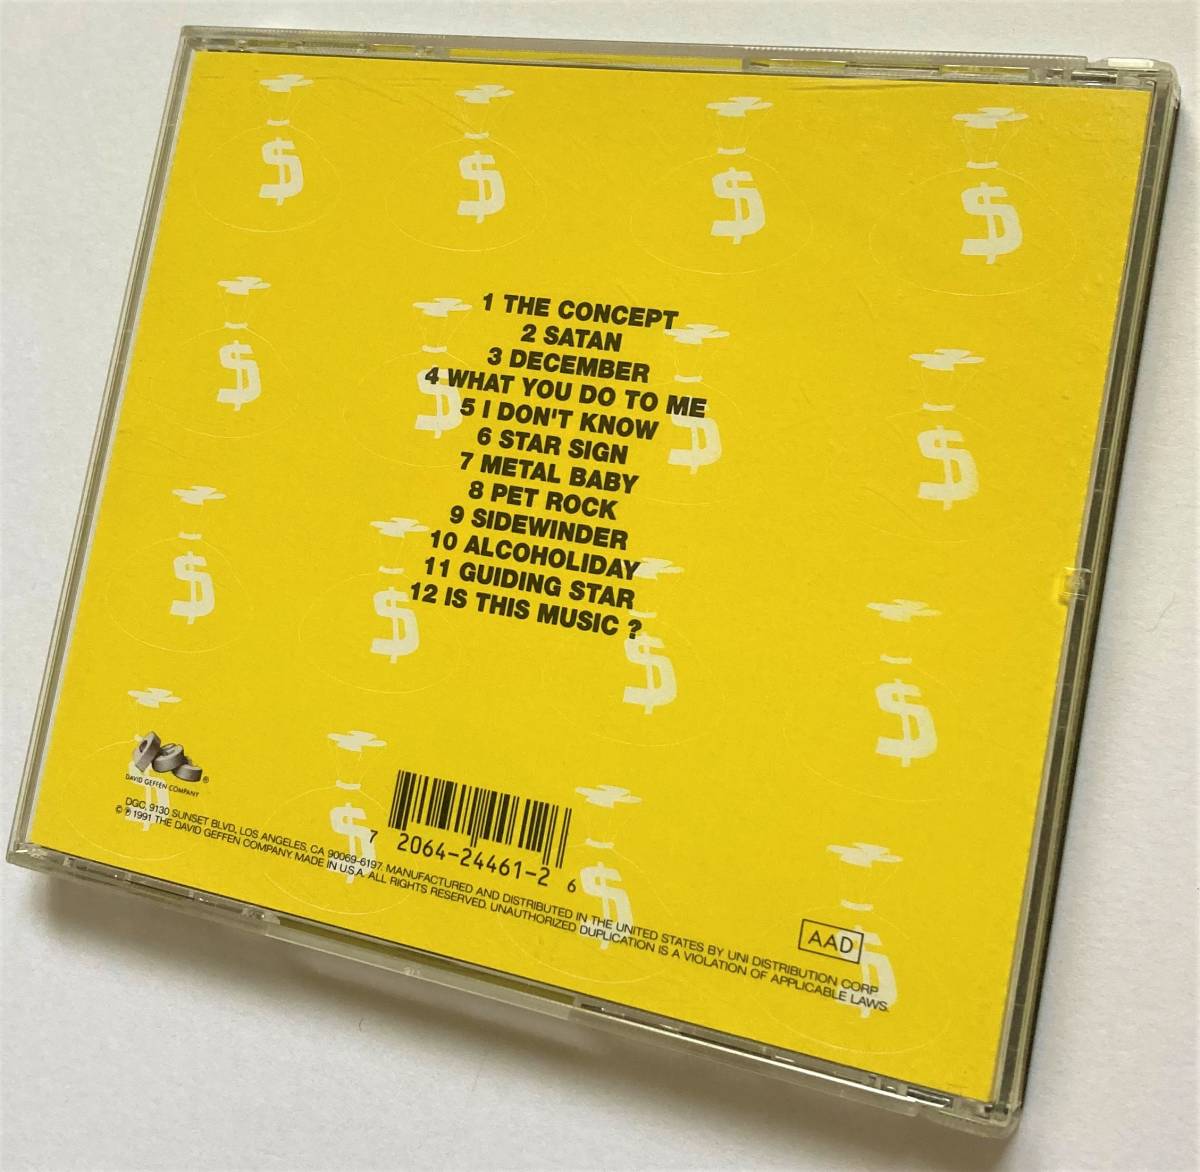 1 THE CONCEPT
2 SATAN
3 DECEMBER
4 WHAT YOU DO TO ME
5 I DON'T KNOW
6 STAR SIGN
7 METAL BABY
8 PET ROCK
9 SIDEWINDER
10 ALCOHOLIDAY
11 GUIDING STAR
12 IS THIS MUSIC ?
DAVID GEFFEN COMPANY ®
7 2064-24461-2 6
DGC, 9130 SUNSET BLVD, LOS ANGELES, CA 90069-6197. MANUFACTURED AND DISTRIBUTED IN THE UNITED STATES BY UNI DISTRIBUTION CORP
© ℗ 1991 THE DAVID GEFFEN COMPANY. MADE IN U.S.A. ALL RIGHTS RESERVED. UNAUTHORIZED DUPLICATION IS A VIOLATION OF APPLICABLE LAWS.
AAD